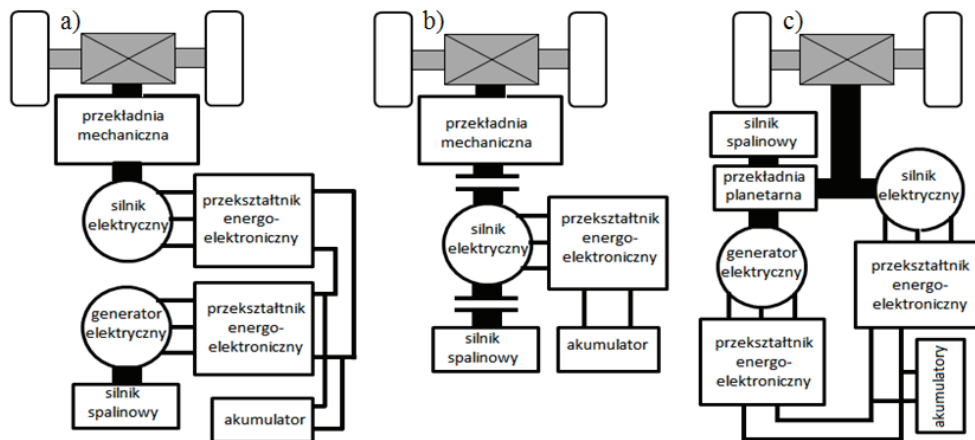 a)
przekładnia
mechaniczna
silnik
elektryczny
przekształtnik
energo-
elektroniczny
generator
elektryczny
przekształtnik
energo-
elektroniczny
silnik
spalinowy
akumulator
b)
przekładnia
mechaniczna
silnik
elektryczny
przekształtnik
energo-
elektroniczny
silnik
spalinowy
akumulator
c)
silnik
spalinowy
przekładnia
planetarna
silnik
elektryczny
generator
elektryczny
przekształtnik
energo-
elektroniczny
przekształtnik
energo-
elektroniczny
akumulatory